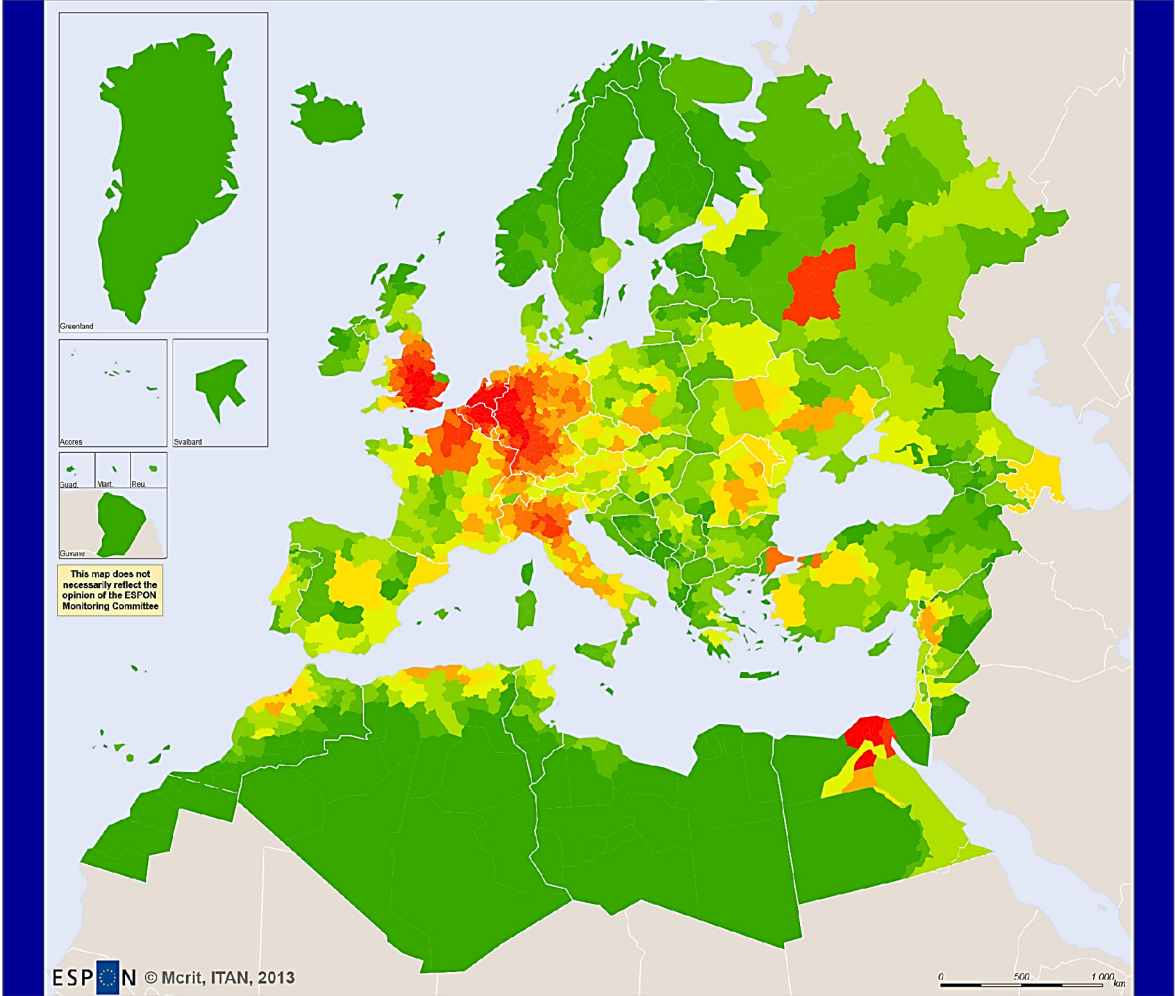 Greenland
Acores
Svalbard
Guad.
Mart.
Reu.
Guyane
This map does not
necessarily reflect the
opinion of the ESPON
Monitoring Committee
ESPON © Mcrit, ITAN, 2013
0 500 1 000
km